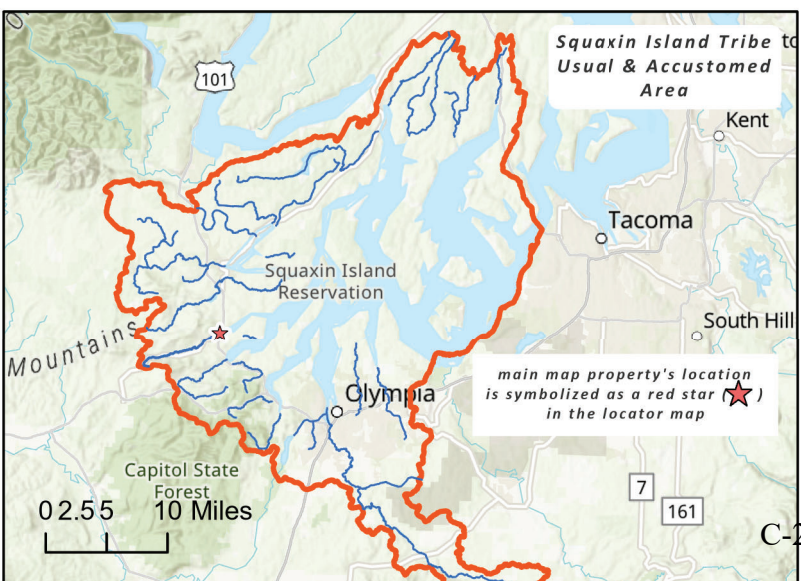 Squaxin Island Tribe
Usual & Accustomed
Area
101
Kent
Tacoma
Squaxin Island
Reservation
South Hill
Mountains
main map property's location
is symbolized as a red star ( )
in the locator map
Olympia
Capitol State
Forest
7
161
0 2.5 5 10 Miles